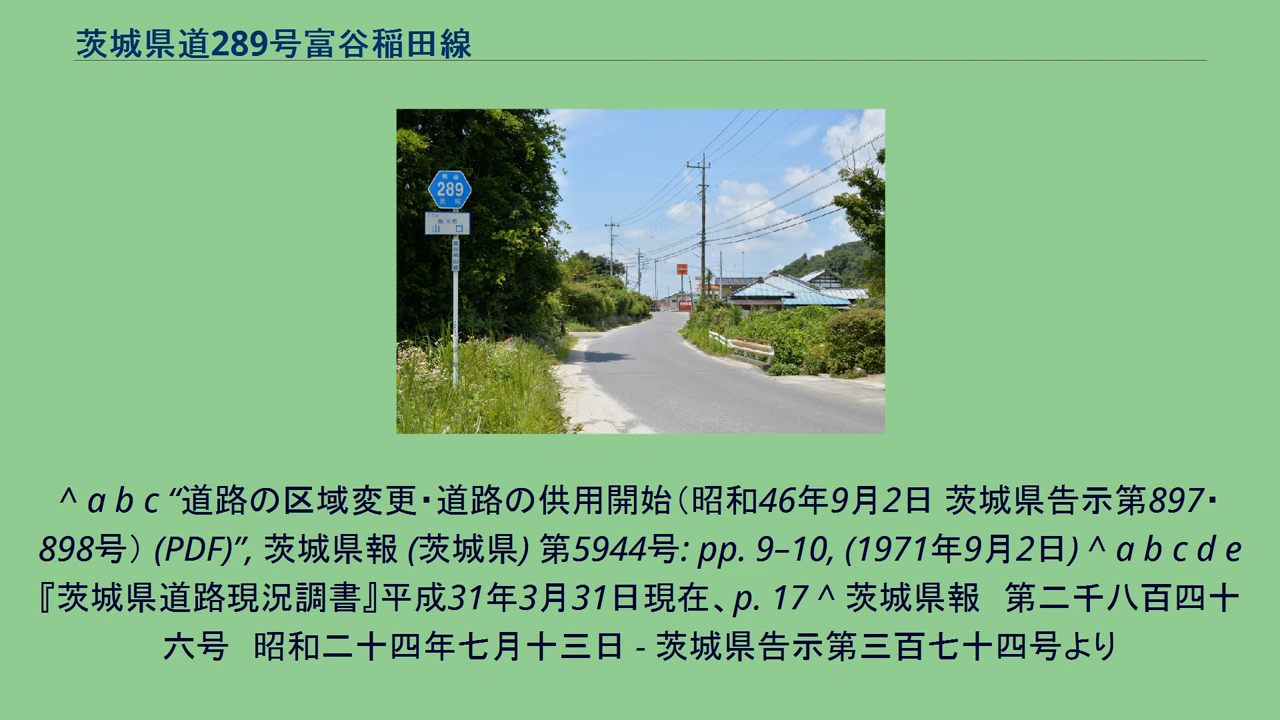 茨城県道289号富谷稲田線
289
山 口
^ a b c “道路の区域変更・道路の供用開始（昭和46年9月2日 茨城県告示第897・
898号） (PDF)”, 茨城県報 (茨城県) 第5944号: pp. 9–10, (1971年9月2日) ^ a b c d e
『茨城県道路現況調書』平成31年3月31日現在、p. 17 ^ 茨城県報　第二千八百四十
六号　昭和二十四年七月十三日 - 茨城県告示第三百七十四号より